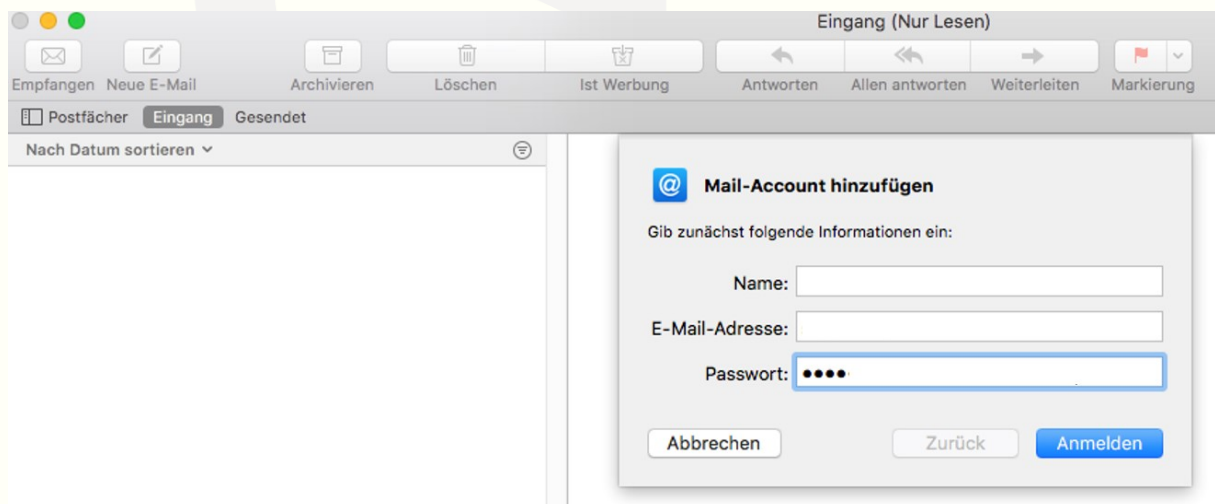 Eingang (Nur Lesen)
Empfangen Neue E-Mail Archivieren Löschen Ist Werbung Antworten Allen antworten Weiterleiten Markierung
Postfächer Eingang Gesendet
Nach Datum sortieren
@ Mail-Account hinzufügen
Gib zunächst folgende Informationen ein:
Name:
E-Mail-Adresse:
Passwort: ••••
Abbrechen Zurück Anmelden